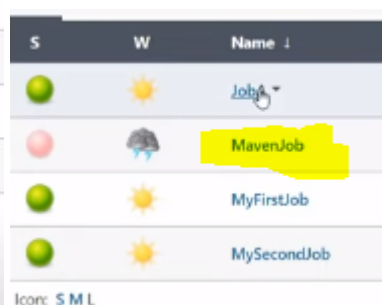 S W Name ↓
JobA
MavenJob
MyFirstJob
MySecondJob
Icon: S M L